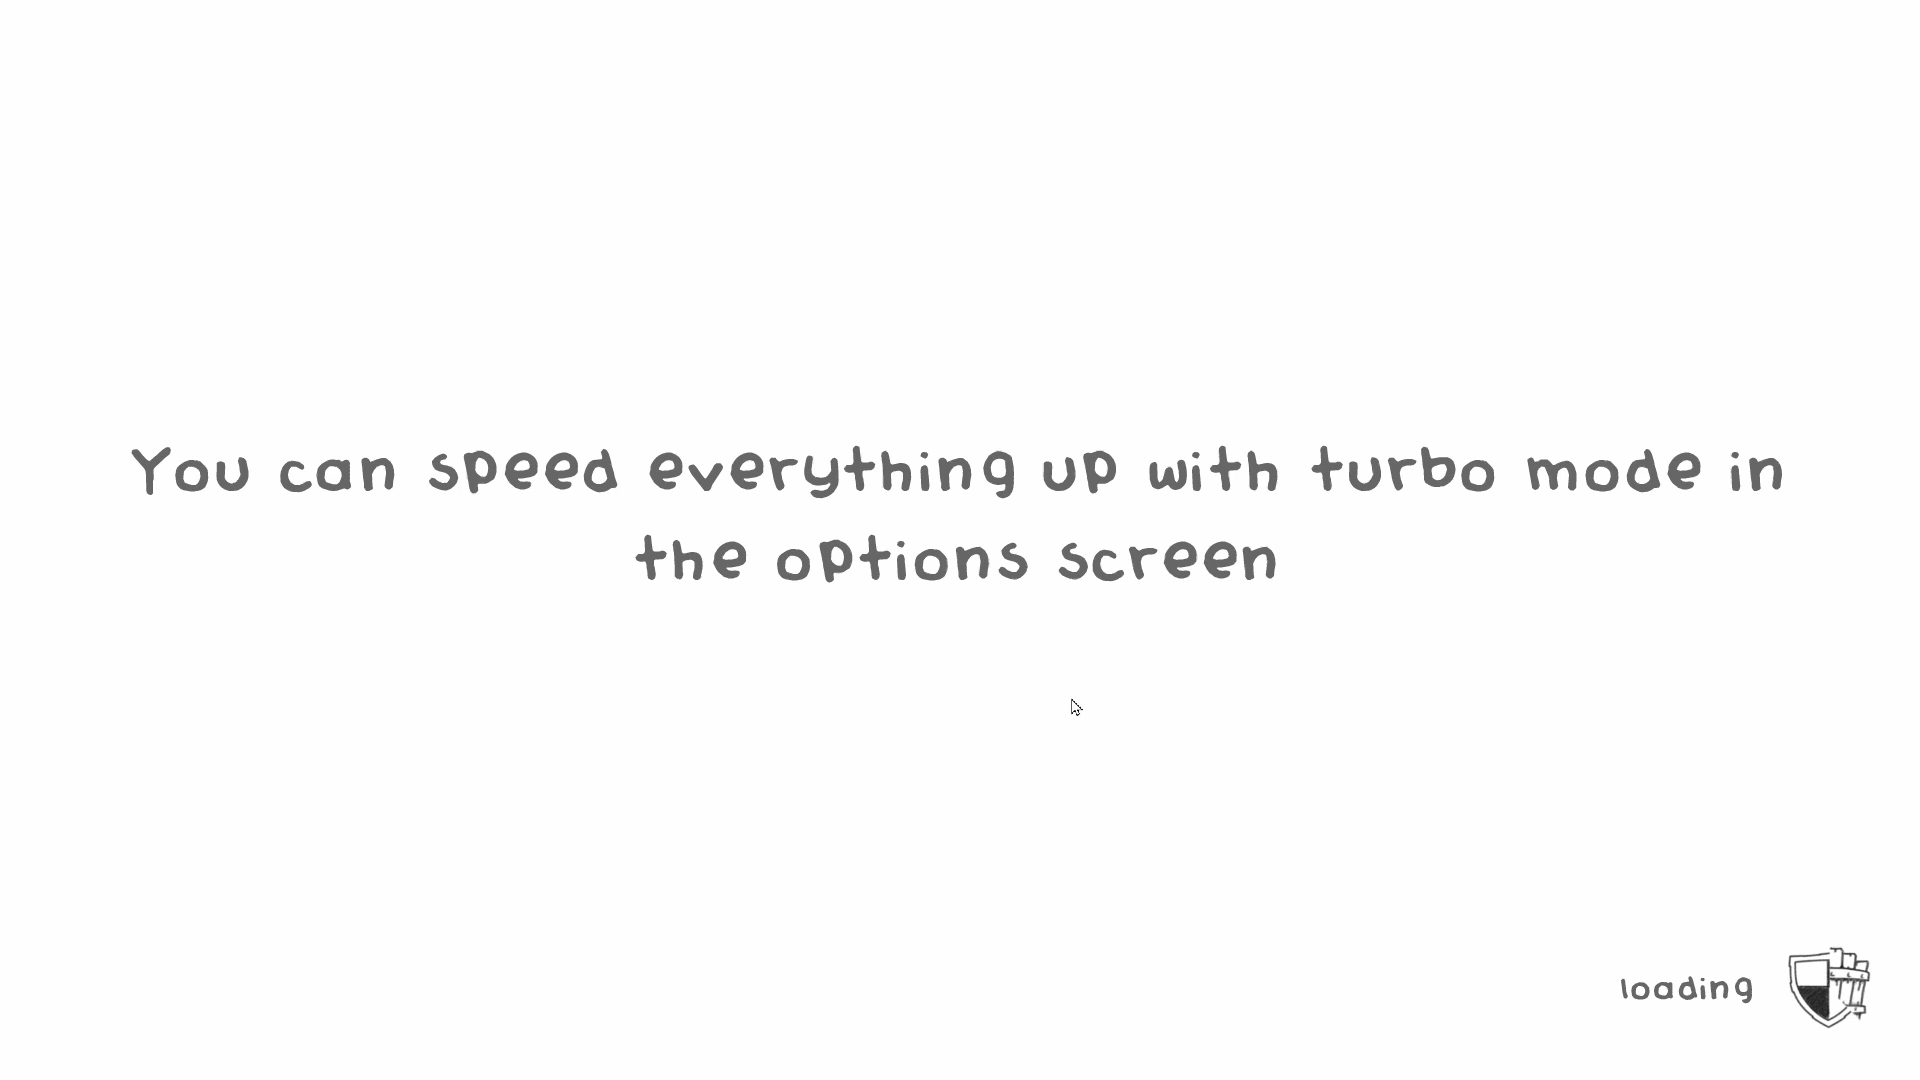 You can speed everything up with turbo mode in
the options screen
loading